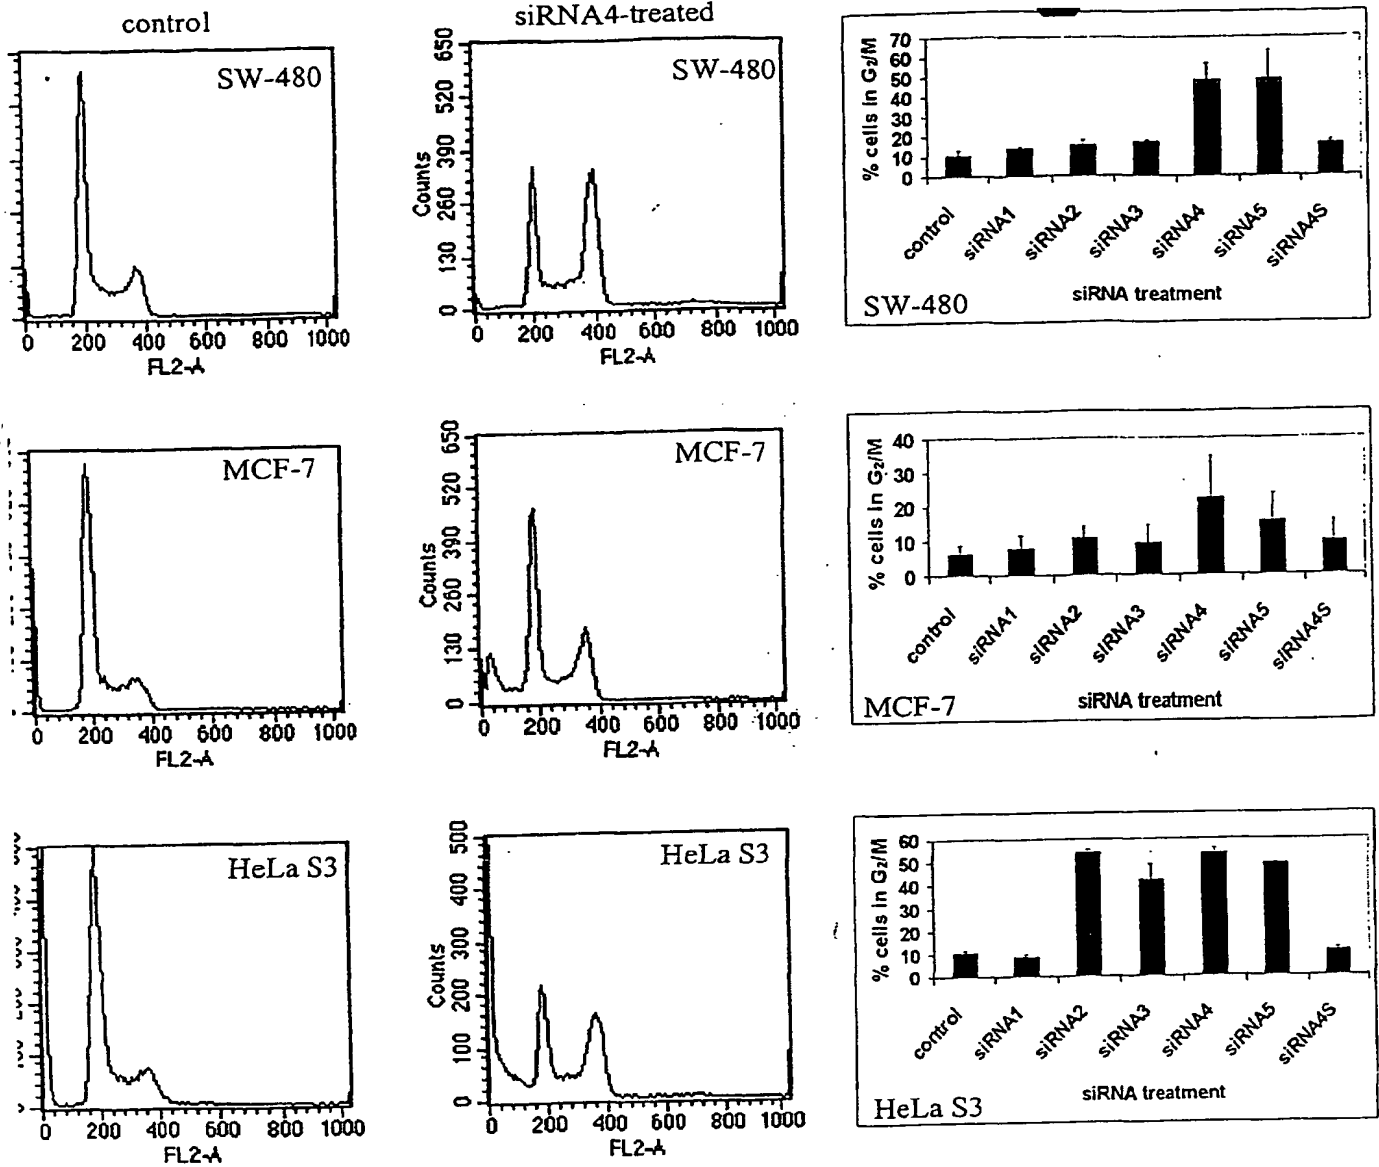 control
SW-480
0 200 400 600 800 1000
FL2-A
siRNA4-treated
SW-480
Counts
650
520
390
260
130
0
0 200 400 600 800 1000
FL2-A
% cells in G2/M
70
60
50
40
30
20
10
0
control siRNA1 siRNA2 siRNA3 siRNA4 siRNA5 siRNA4S
siRNA treatment
SW-480
MCF-7
0 200 400 600 800 1000
FL2-A
MCF-7
Counts
650
520
390
260
130
0
0 200 400 600 800 1000
FL2-A
% cells in G2/M
40
30
20
10
0
control siRNA1 siRNA2 siRNA3 siRNA4 siRNA5 siRNA4S
siRNA treatment
MCF-7
HeLa S3
0 200 400 600 800 1000
FL2-A
HeLa S3
Counts
500
400
300
200
100
0
0 200 400 600 800 1000
FL2-A
% cells in G2/M
60
50
40
30
20
10
0
control siRNA1 siRNA2 siRNA3 siRNA4 siRNA5 siRNA4S
siRNA treatment
HeLa S3